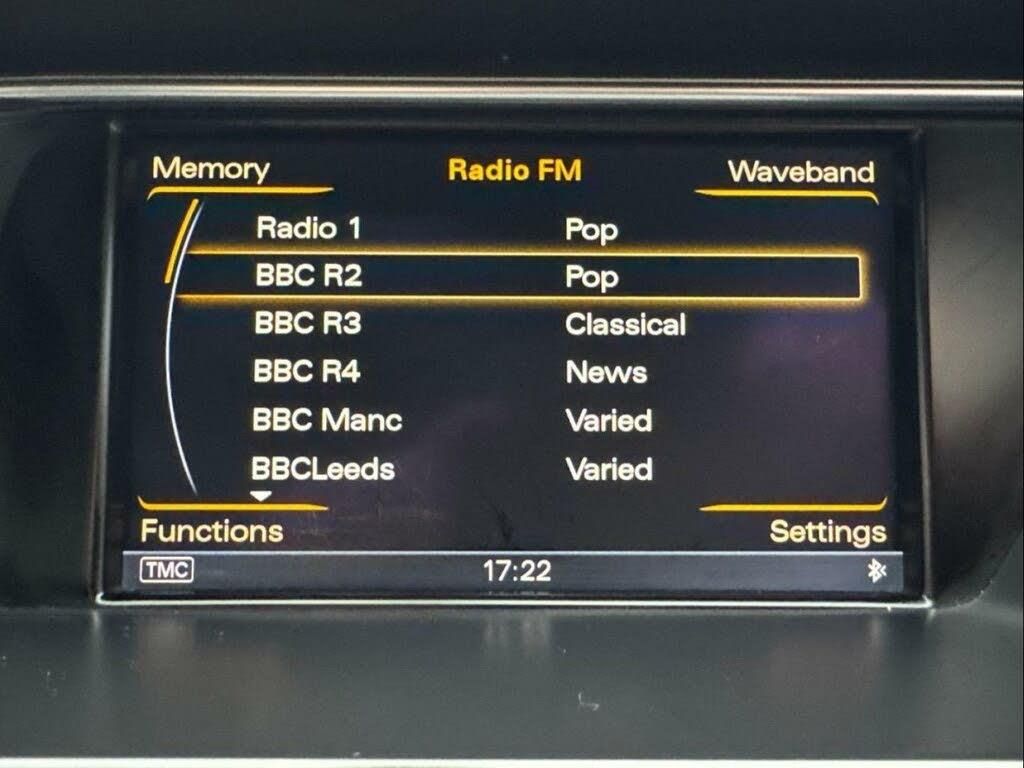 Memory Radio FM Waveband
Radio 1 Pop
BBC R2 Pop
BBC R3 Classical
BBC R4 News
BBC Manc Varied
BBCLeeds Varied
Functions Settings
TMC 17:22